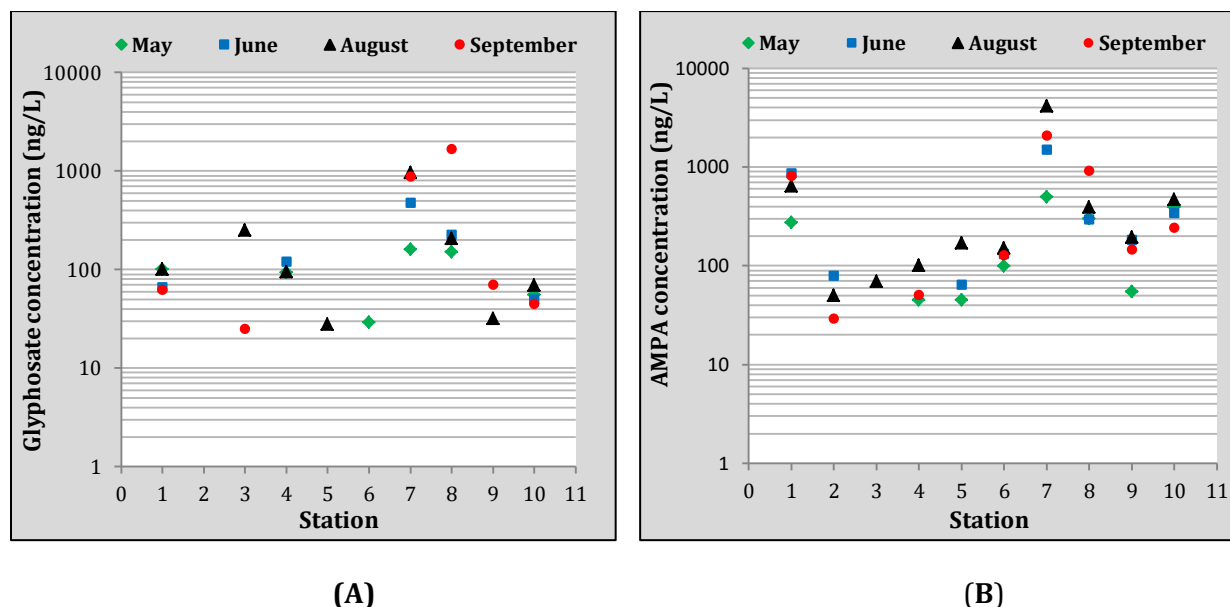 May June August September
Glyphosate concentration (ng/L)
10000
1000
100
10
1
0 1 2 3 4 5 6 7 8 9 10 11
Station
(A)
May June August September
AMPA concentration (ng/L)
10000
1000
100
10
1
0 1 2 3 4 5 6 7 8 9 10 11
Station
(B)